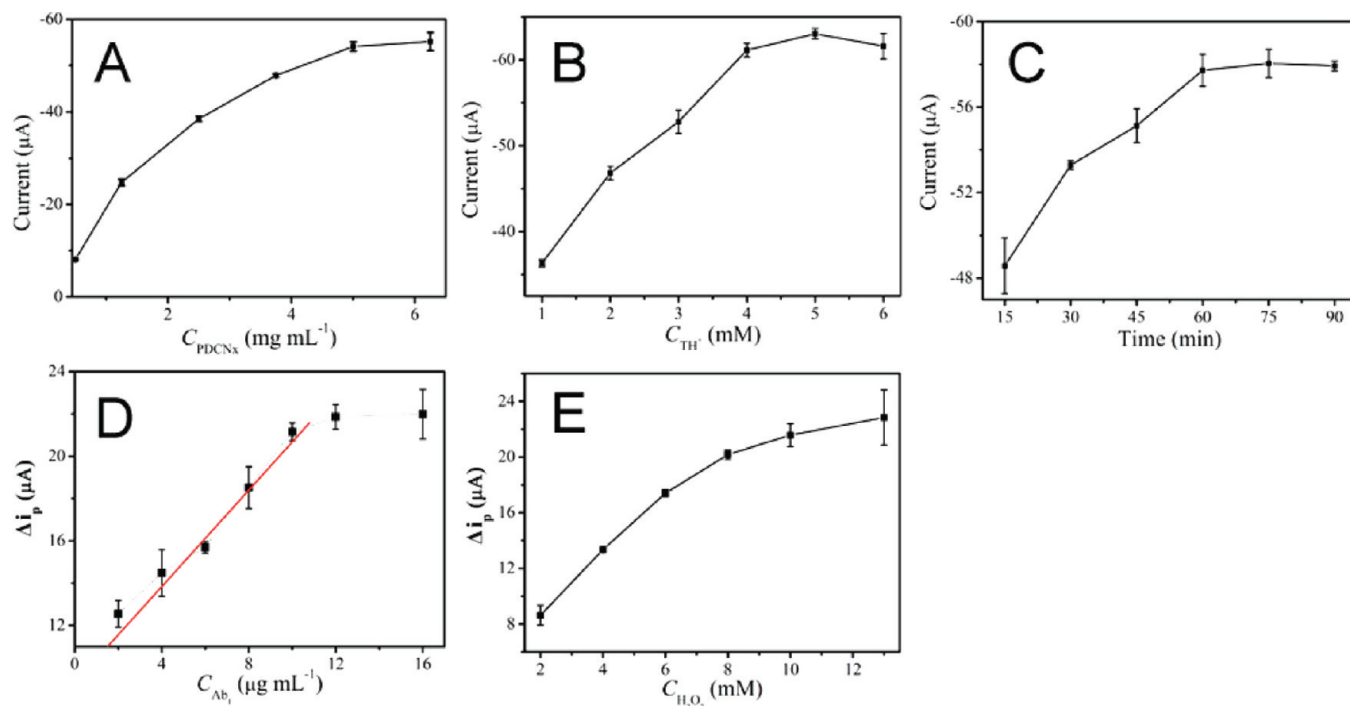 A
-60
-40
-20
0
Current (μA)
2 4 6
C_PDCNx (mg mL⁻¹)
B
-60
-50
-40
Current (μA)
1 2 3 4 5 6
C_TH⁺ (mM)
C
-60
-56
-52
-48
Current (μA)
15 30 45 60 75 90
Time (min)
D
24
20
16
12
Δi_p (μA)
0 4 8 12 16
C_Ab₁ (μg mL⁻¹)
E
24
20
16
12
8
Δi_p (μA)
2 4 6 8 10 12
C_H₂O₂ (mM)